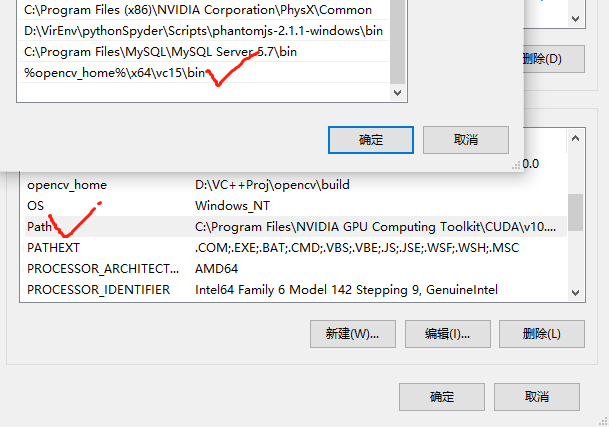 C:\Program Files (x86)\NVIDIA Corporation\PhysX\Common
D:\VirEnv\pythonSpyder\Scripts\phantomjs-2.1.1-windows\bin
C:\Program Files\MySQL\MySQL Server 5.7\bin
%opencv_home%\x64\vc15\bin
删除(D)
确定 取消
0.0
opencv_home D:\VC++Proj\opencv\build
OS Windows_NT
Path C:\Program Files\NVIDIA GPU Computing Toolkit\CUDA\v10....
PATHEXT .COM;.EXE;.BAT;.CMD;.VBS;.VBE;.JS;.JSE;.WSF;.WSH;.MSC
PROCESSOR_ARCHITECT... AMD64
PROCESSOR_IDENTIFIER Intel64 Family 6 Model 142 Stepping 9, GenuineIntel
新建(W)... 编辑(I)... 删除(L)
确定 取消